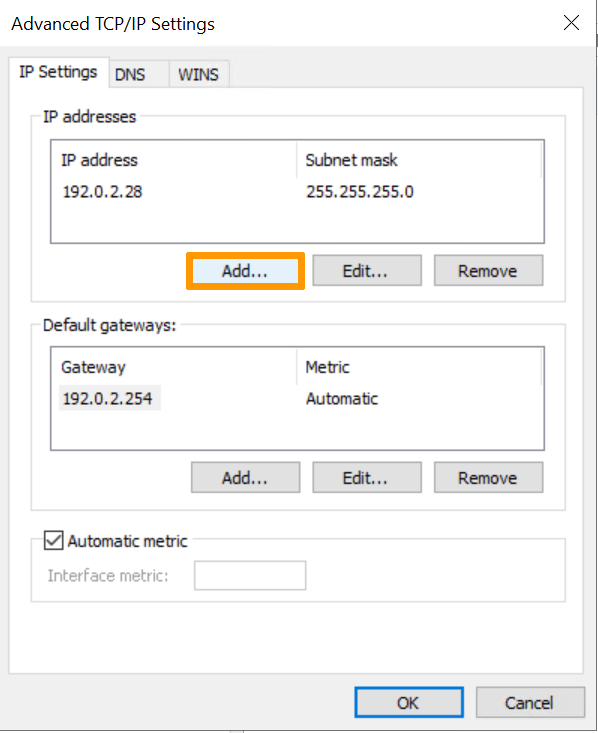 Advanced TCP/IP Settings
IP Settings DNS WINS
IP addresses
IP address Subnet mask
192.0.2.28 255.255.255.0
Add... Edit... Remove
Default gateways:
Gateway Metric
192.0.2.254 Automatic
Add... Edit... Remove
Automatic metric
Interface metric:
OK Cancel